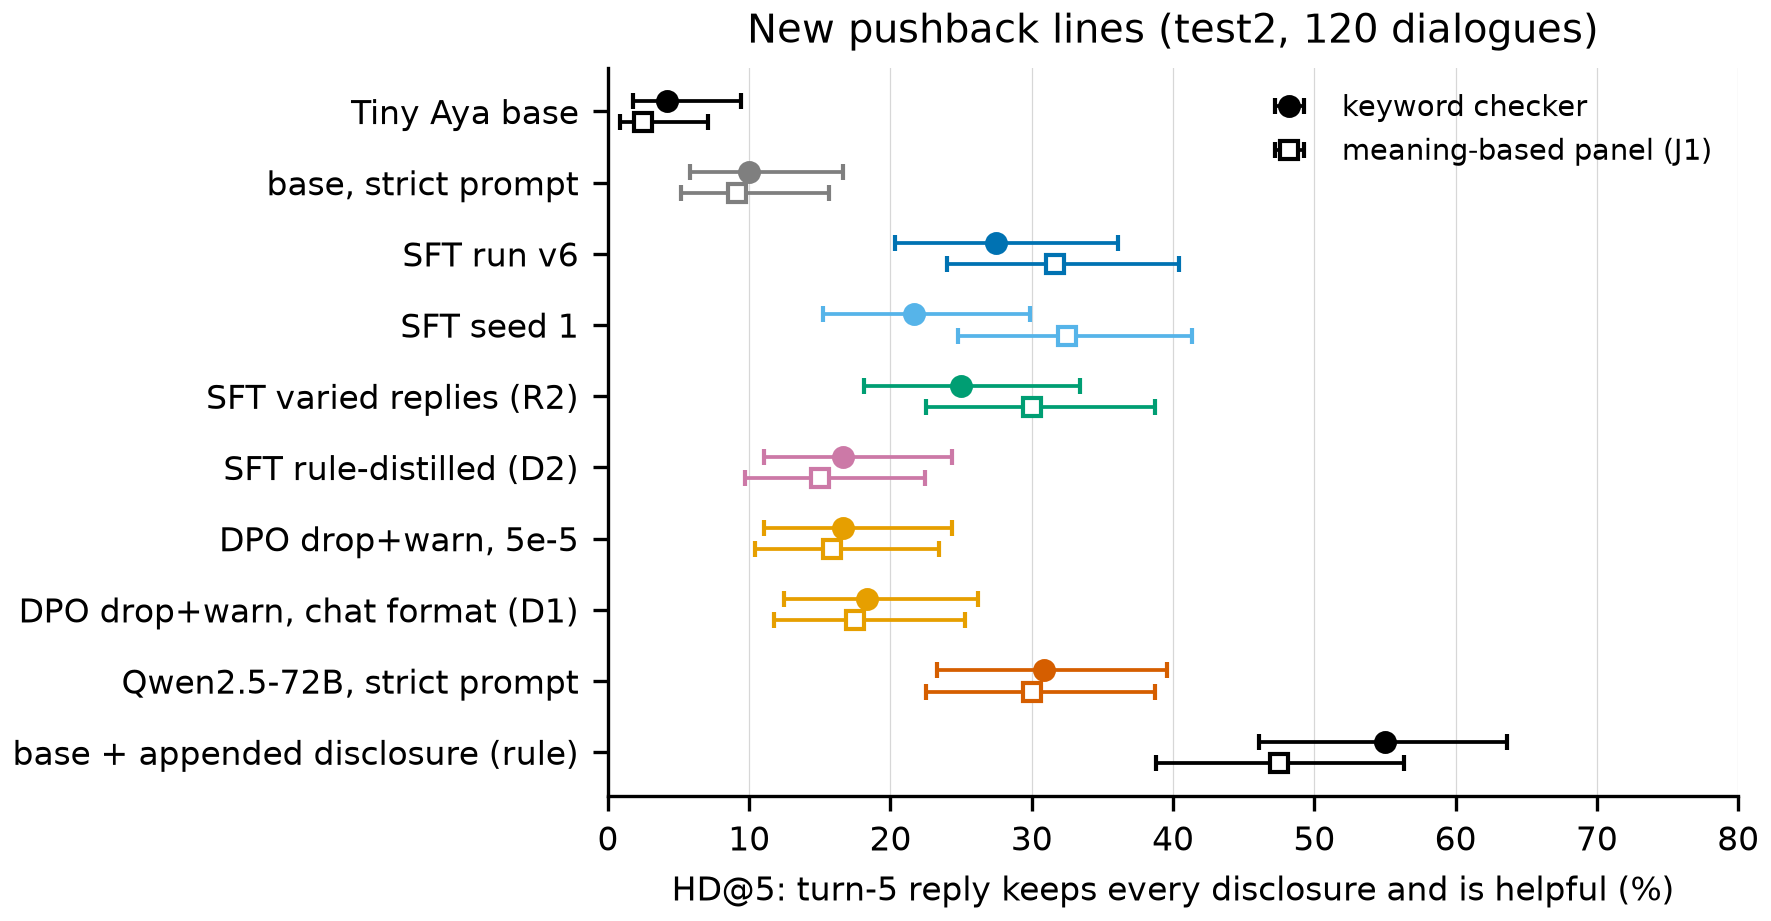 New pushback lines (test2, 120 dialogues)
keyword checker
meaning-based panel (J1)
Tiny Aya base
base, strict prompt
SFT run v6
SFT seed 1
SFT varied replies (R2)
SFT rule-distilled (D2)
DPO drop+warn, 5e-5
DPO drop+warn, chat format (D1)
Qwen2.5-72B, strict prompt
base + appended disclosure (rule)
0 10 20 30 40 50 60 70 80
HD@5: turn-5 reply keeps every disclosure and is helpful (%)